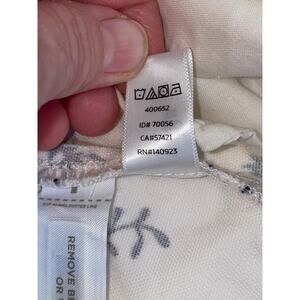 400652
ID# 70056
CA#57421
RN#140923
REMOVE B
OR